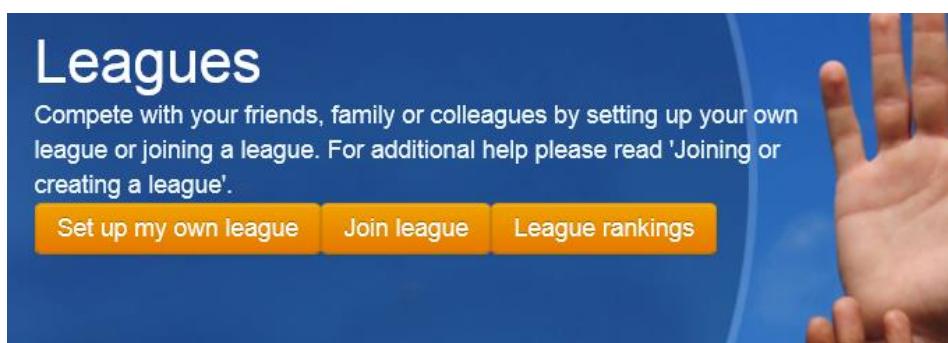 Leagues
Compete with your friends, family or colleagues by setting up your own
league or joining a league. For additional help please read 'Joining or
creating a league'.
Set up my own league Join league League rankings